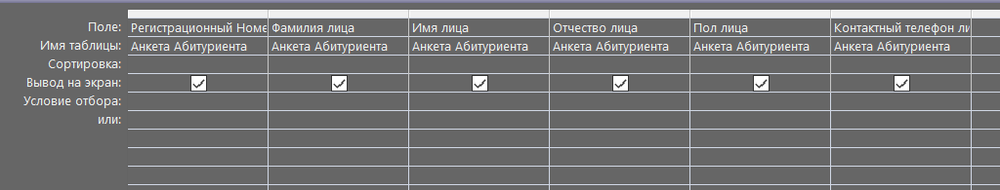 Поле: Регистрационный Номе Фамилия лица Имя лица Отчество лица Пол лица Контактный телефон ли
Имя таблицы: Анкета Абитуриента Анкета Абитуриента Анкета Абитуриента Анкета Абитуриента Анкета Абитуриента Анкета Абитуриента
Сортировка:
Вывод на экран:
Условие отбора:
или: